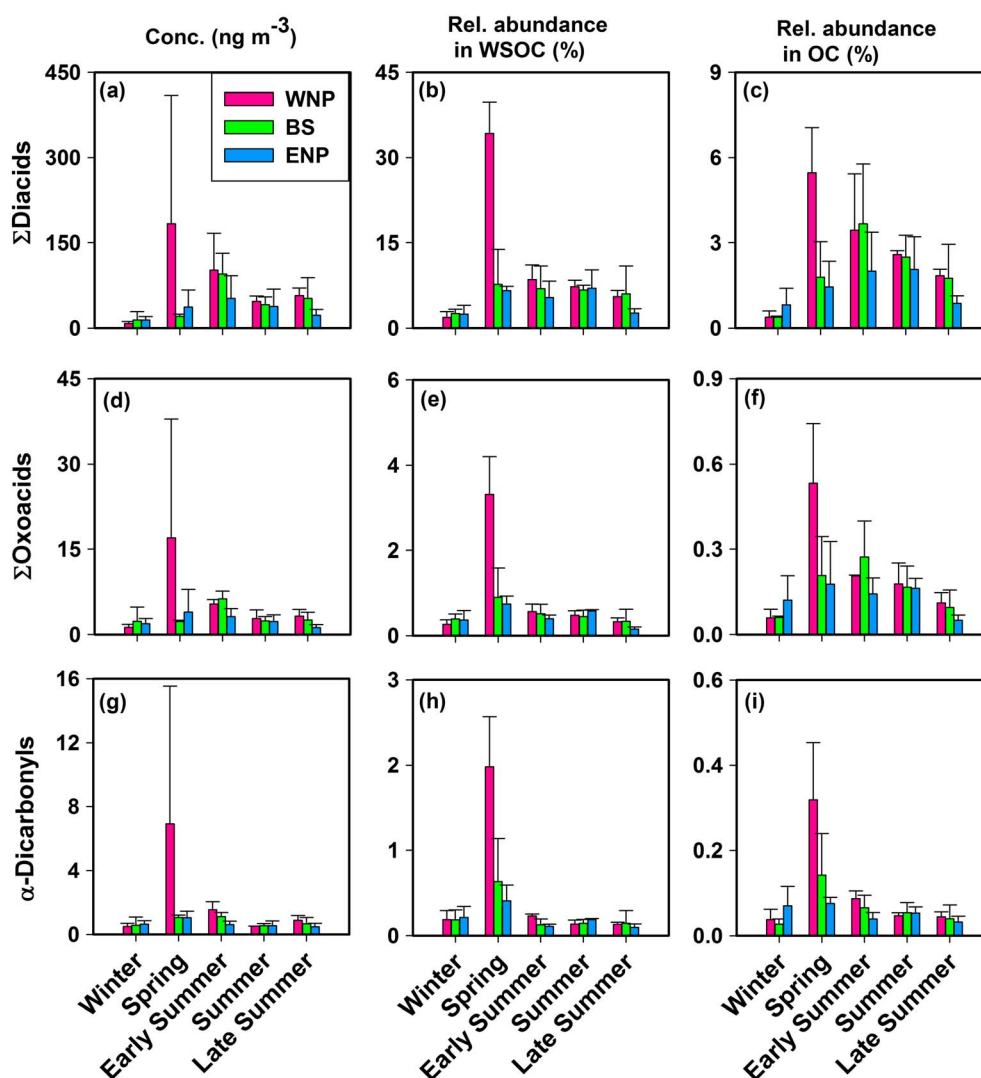 Conc. (ng m⁻³)
Rel. abundance
in WSOC (%)
Rel. abundance
in OC (%)
ΣDiacids
450
300
150
0
(a)
WNP
BS
ENP
45
30
15
0
(b)
9
6
3
0
(c)
ΣOxoacids
45
30
15
0
(d)
6
4
2
0
(e)
0.9
0.6
0.3
0.0
(f)
α-Dicarbonyls
16
12
8
4
0
(g)
3
2
1
0
(h)
0.6
0.4
0.2
0.0
(i)
Winter
Spring
Early Summer
Summer
Late Summer
Winter
Spring
Early Summer
Summer
Late Summer
Winter
Spring
Early Summer
Summer
Late Summer